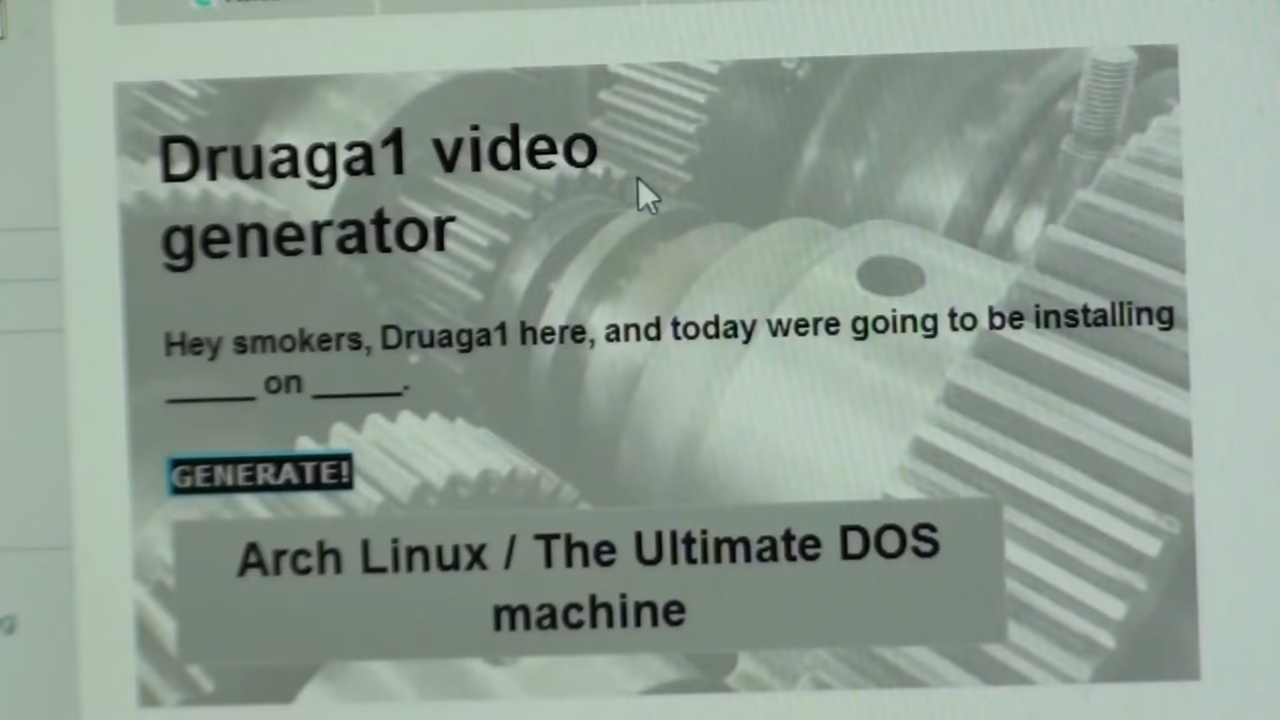 Druaga1 video
generator
Hey smokers, Druaga1 here, and today were going to be installing
_____ on _____.
GENERATE!
Arch Linux / The Ultimate DOS
machine